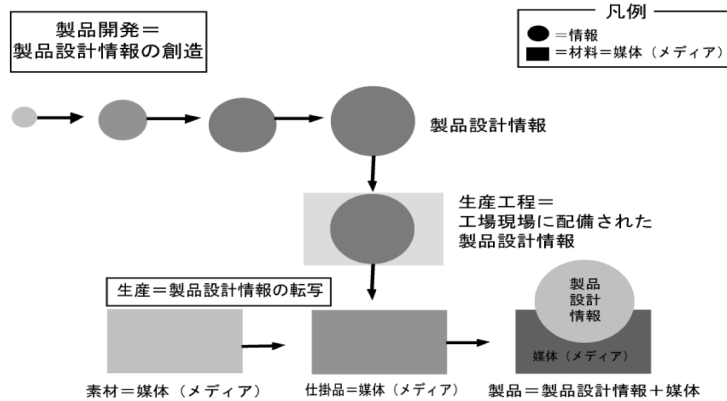 製品開発＝
製品設計情報の創造
凡例
＝情報
＝材料＝媒体（メディア）
製品設計情報
生産工程＝
工場現場に配備された
製品設計情報
生産＝製品設計情報の転写
製品
設計
情報
媒体（メディア）
素材＝媒体（メディア）
仕掛品＝媒体（メディア）
製品＝製品設計情報＋媒体